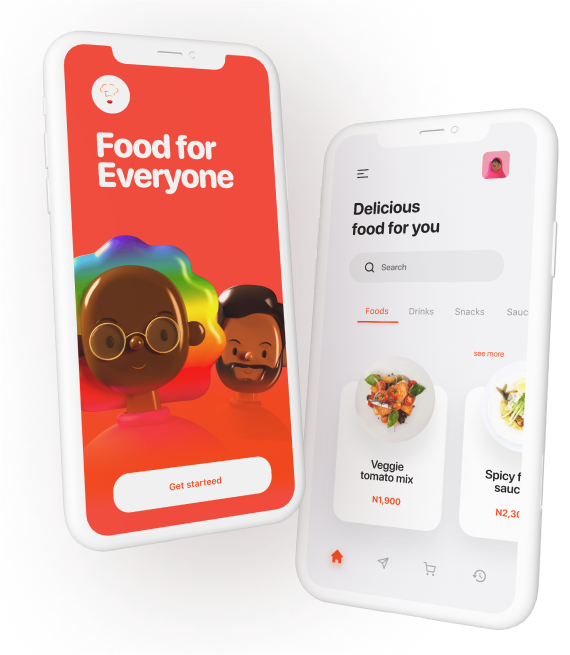 Food for
Everyone
Get starteed
Delicious
food for you
Search
Foods Drinks Snacks Sauc
see more
Veggie
tomato mix
N1,900
Spicy f
sauc
N2,30